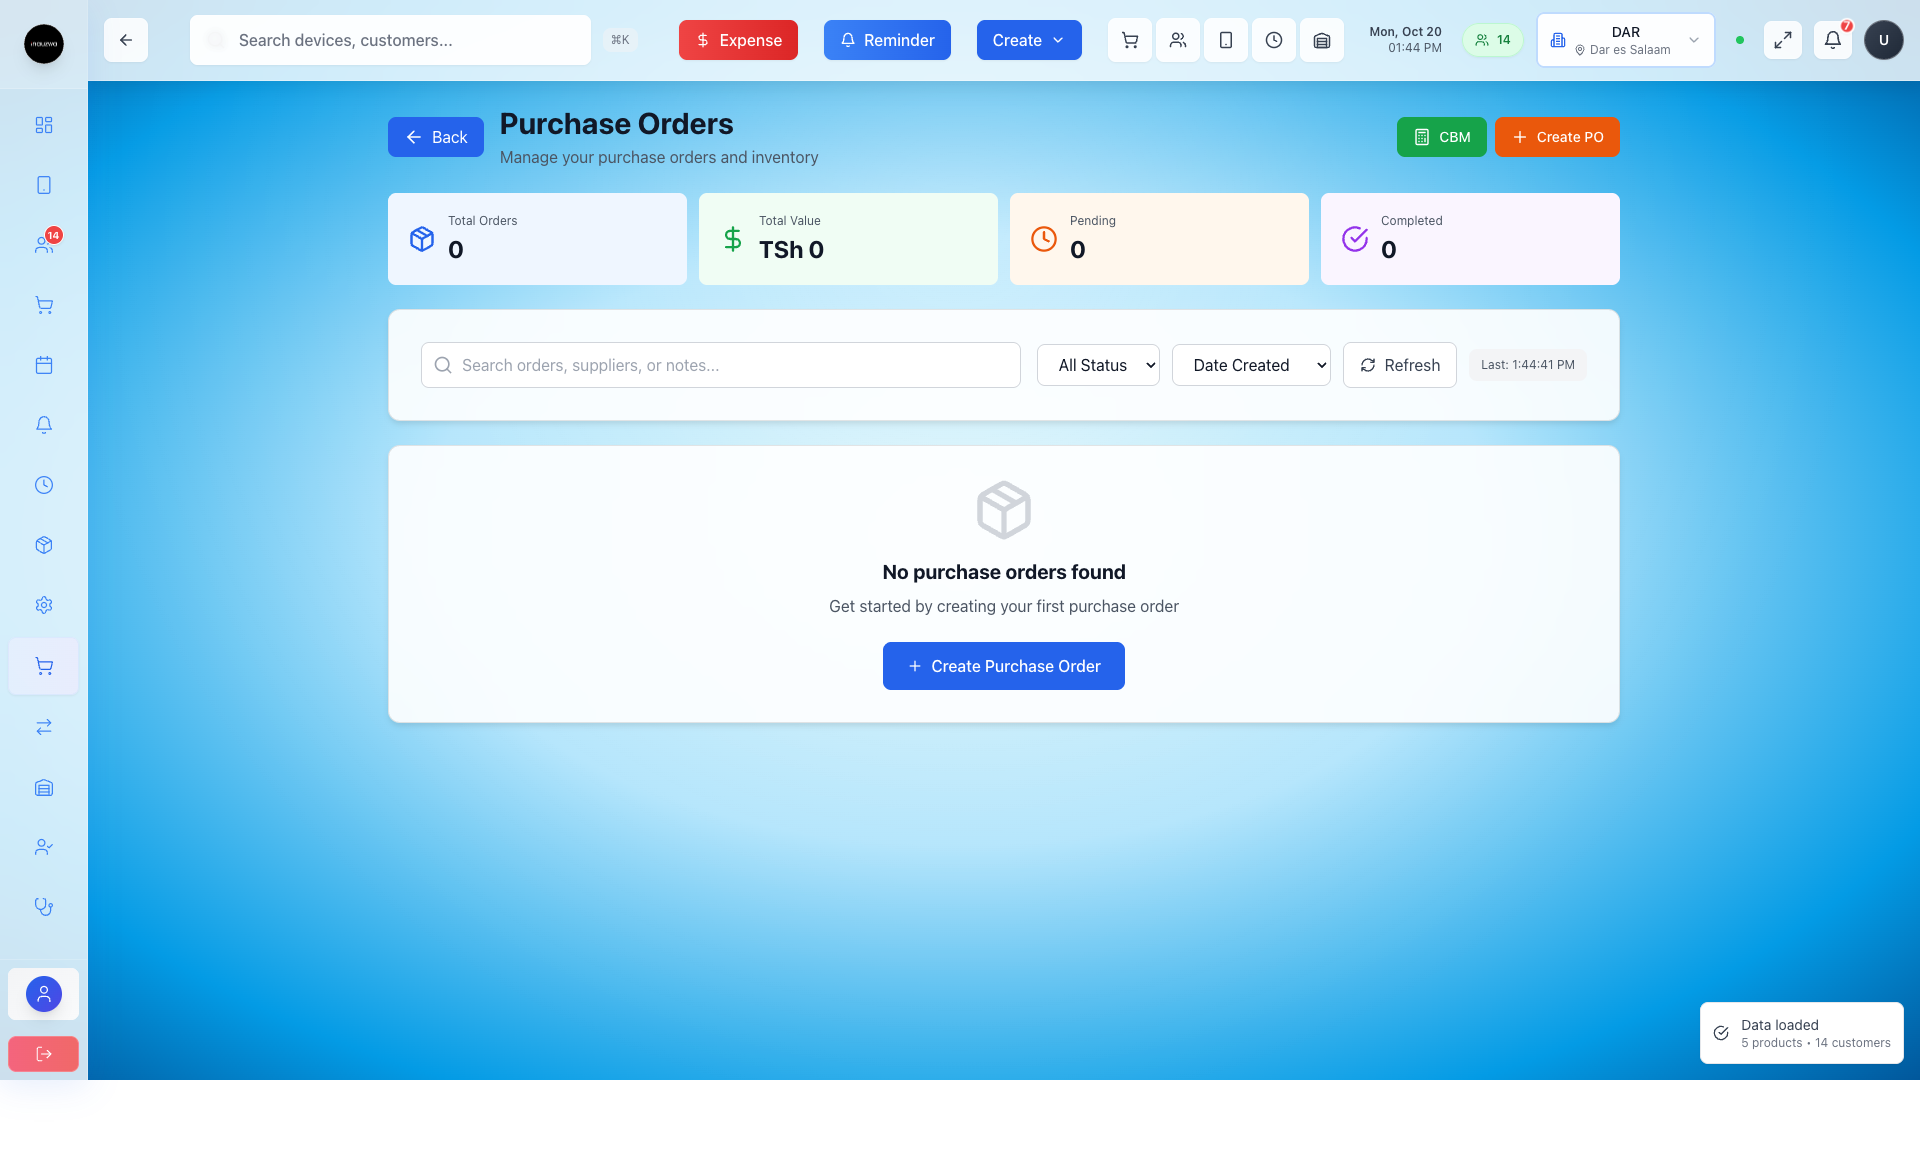 Search devices, customers...
⌘K
Expense
Reminder
Create
Mon, Oct 20
01:44 PM
14
DAR
Dar es Salaam
7
U
14
Back
Purchase Orders
Manage your purchase orders and inventory
CBM
Create PO
Total Orders
0
Total Value
TSh 0
Pending
0
Completed
0
Search orders, suppliers, or notes...
All Status
Date Created
Refresh
Last: 1:44:41 PM
No purchase orders found
Get started by creating your first purchase order
Create Purchase Order
Data loaded
5 products • 14 customers